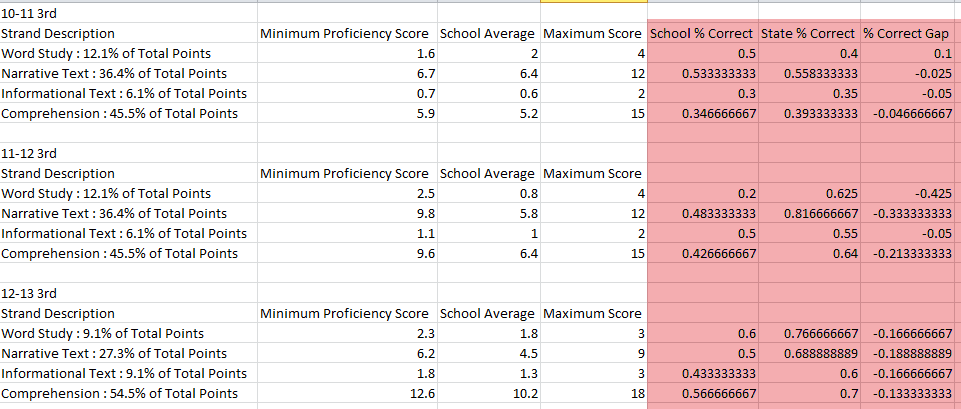 10-11 3rd
Strand Description Minimum Proficiency Score School Average Maximum Score School % Correct State % Correct % Correct Gap
Word Study : 12.1% of Total Points 1.6 2 4 0.5 0.4 0.1
Narrative Text : 36.4% of Total Points 6.7 6.4 12 0.533333333 0.558333333 -0.025
Informational Text : 6.1% of Total Points 0.7 0.6 2 0.3 0.35 -0.05
Comprehension : 45.5% of Total Points 5.9 5.2 15 0.346666667 0.393333333 -0.046666667
11-12 3rd
Strand Description Minimum Proficiency Score School Average Maximum Score
Word Study : 12.1% of Total Points 2.5 0.8 4 0.2 0.625 -0.425
Narrative Text : 36.4% of Total Points 9.8 5.8 12 0.483333333 0.816666667 -0.333333333
Informational Text : 6.1% of Total Points 1.1 1 2 0.5 0.55 -0.05
Comprehension : 45.5% of Total Points 9.6 6.4 15 0.426666667 0.64 -0.213333333
12-13 3rd
Strand Description Minimum Proficiency Score School Average Maximum Score
Word Study : 9.1% of Total Points 2.3 1.8 3 0.6 0.766666667 -0.166666667
Narrative Text : 27.3% of Total Points 6.2 4.5 9 0.5 0.688888889 -0.188888889
Informational Text : 9.1% of Total Points 1.8 1.3 3 0.433333333 0.6 -0.166666667
Comprehension : 54.5% of Total Points 12.6 10.2 18 0.566666667 0.7 -0.133333333